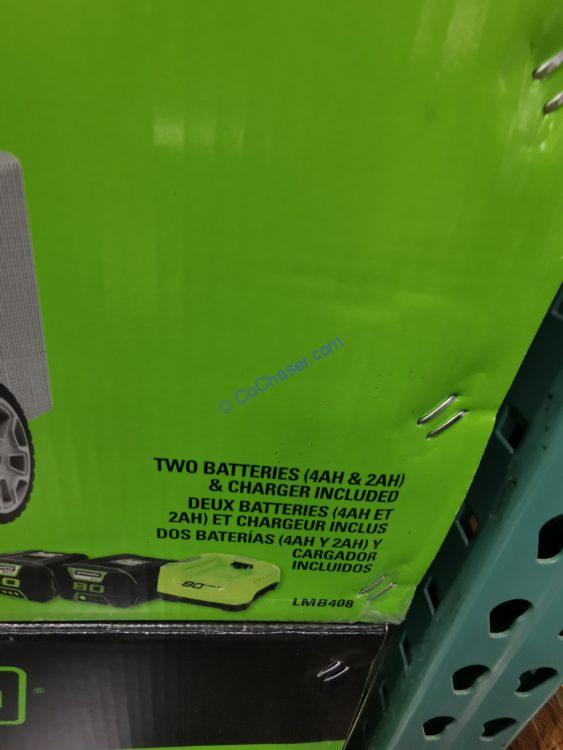 © CoChaser.com
TWO BATTERIES (4AH & 2AH)
& CHARGER INCLUDED
DEUX BATTERIES (4AH ET
2AH) ET CHARGEUR INCLUS
DOS BATERÍAS (4AH Y 2AH) Y
CARGADOR
INCLUIDOS
80
80 VOLT
LMB408
®